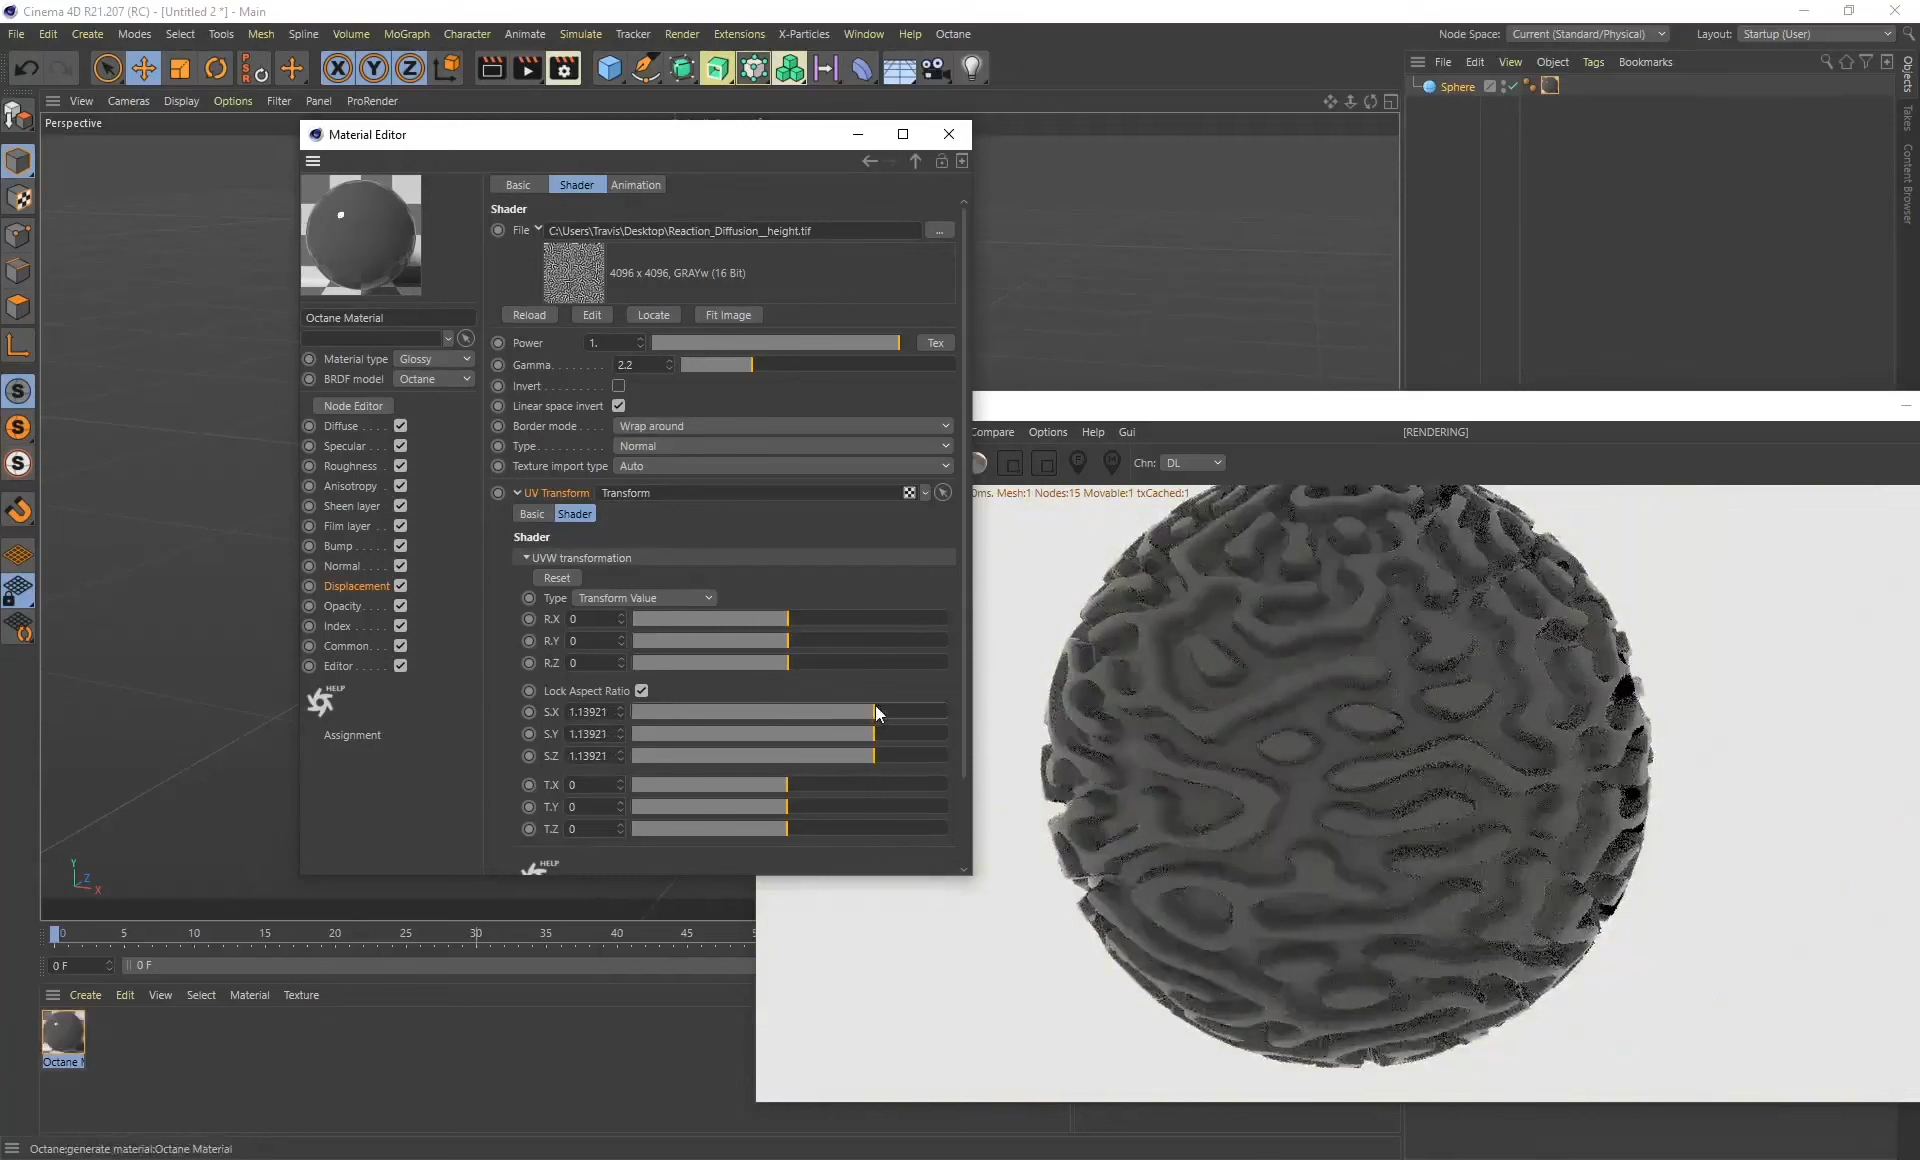 Cinema 4D R21.207 (RC) - [Untitled 2 *] - Main
File Edit Create Modes Select Tools Mesh Spline Volume MoGraph Character Animate Simulate Tracker Render Extensions X-Particles Window Help Octane
Node Space: Current (Standard/Physical) Layout: Startup (User)
PSR
X Y Z
File Edit View Object Tags Bookmarks
Sphere
Objects
Takes
Content Browser
View Cameras Display Options Filter Panel ProRender
Perspective
Material Editor
Basic Shader Animation
Shader
File C:\Users\Travis\Desktop\Reaction_Diffusion__height.tif ...
4096 x 4096, GRAYw (16 Bit)
Reload Edit Locate Fit Image
Octane Material
Material type Glossy
BRDF model Octane
Node Editor
Diffuse
Specular
Roughness
Anisotropy
Sheen layer
Film layer
Bump
Normal
Displacement
Opacity
Index
Common
Editor
HELP
Assignment
Power 1. Tex
Gamma 2.2
Invert
Linear space invert
Border mode Wrap around
Type Normal
Texture import type Auto
UV Transform Transform
Basic Shader
Shader
UVW transformation
Reset
Type Transform Value
R.X 0
R.Y 0
R.Z 0
Lock Aspect Ratio
S.X 1.13921
S.Y 1.13921
S.Z 1.13921
T.X 0
T.Y 0
T.Z 0
HELP
Compare Options Help Gui [RENDERING]
Chn: DL
0ms. Mesh:1 Nodes:15 Movable:1 txCached:1
Y
Z
X
0 5 10 15 20 25 30 35 40 45
0 F 0 F
Create Edit View Select Material Texture
Octane M
Octane:generate material:Octane Material